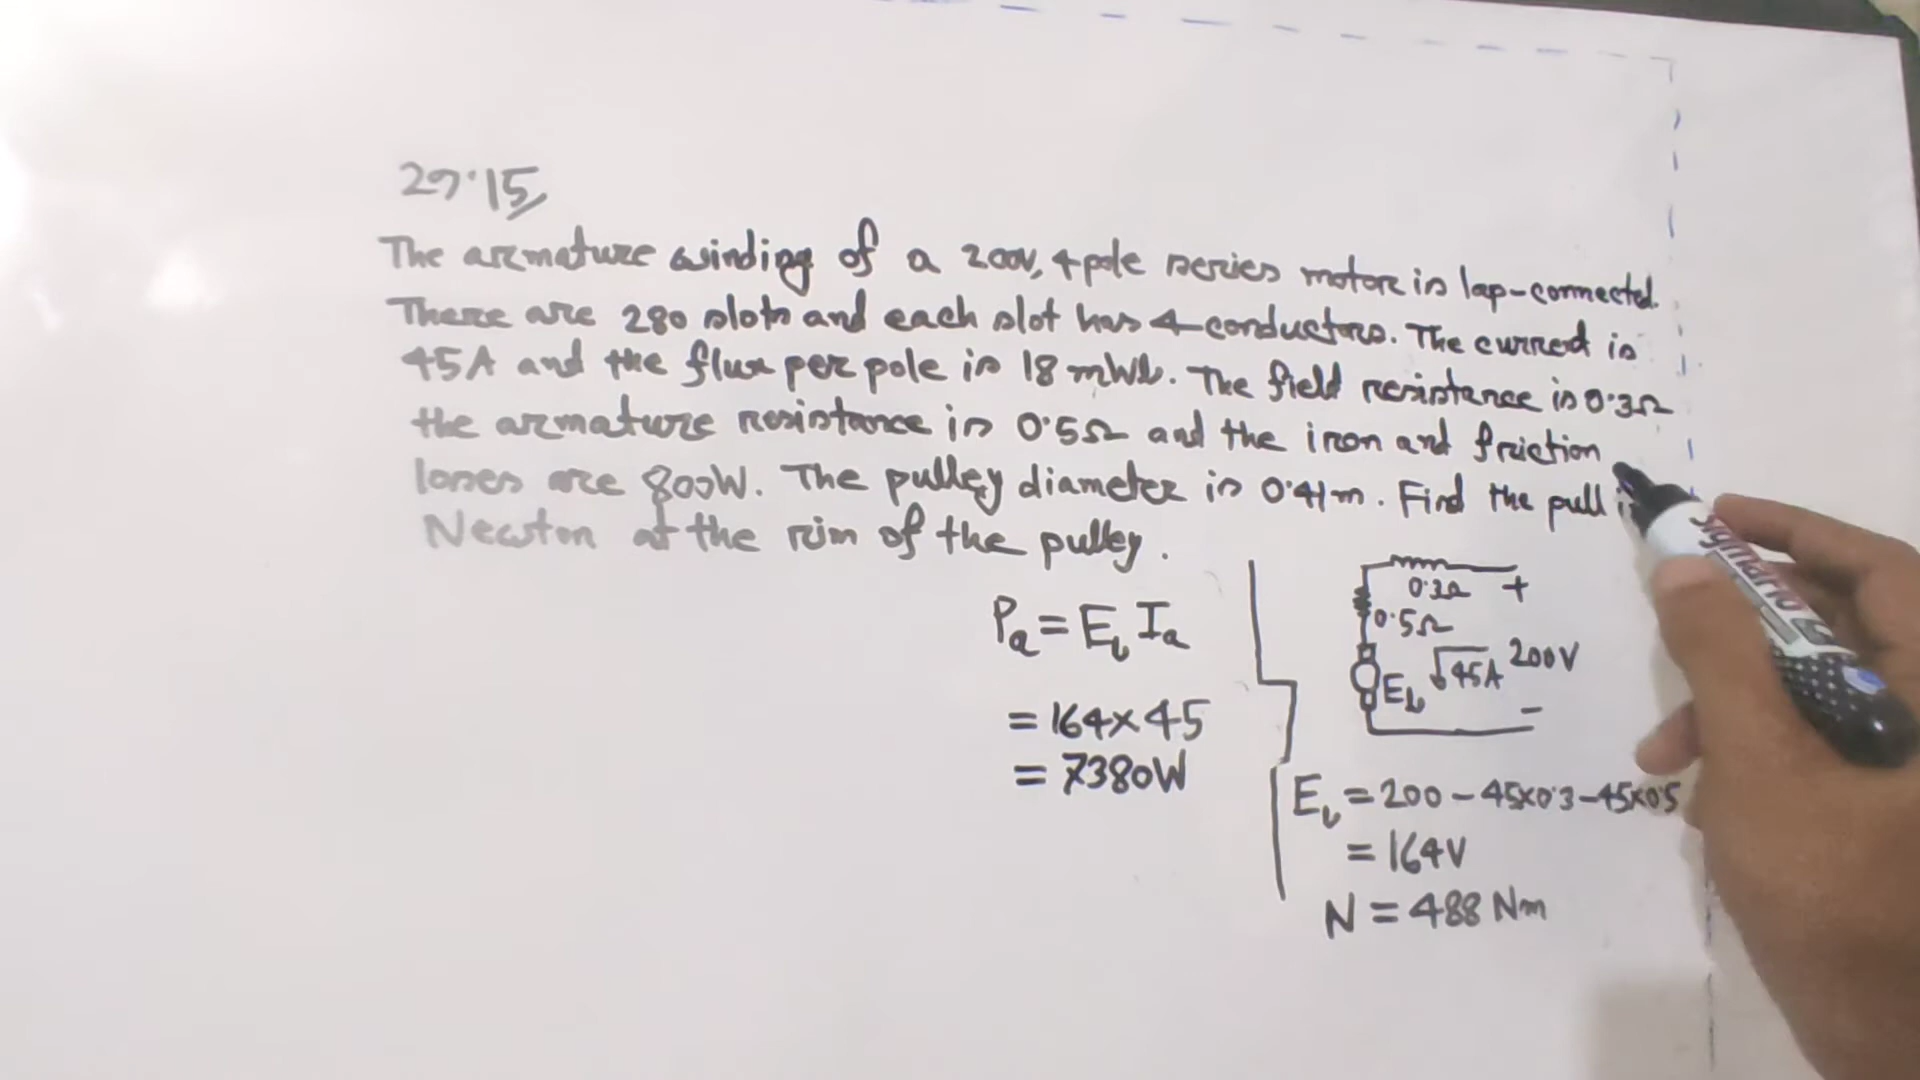 29.15
The armature winding of a 200V, 4 pole series motor is lap-connected.
There are 280 slots and each slot has 4-conductors. The current is
45A and the flux per pole is 18 mWb. The field resistance is 0.3Ω
the armature resistance is 0.5Ω and the iron and friction
losses are 800W. The pulley diameter is 0.41m. Find the pull
Newton at the rim of the pulley.
Pa = Eb Ia
= 164×45
= 7380W
0.3Ω +
0.5Ω
Eb 45A 200V
–
Eb = 200 – 45×0.3 – 45×0.5
= 164V
N = 488 Nm